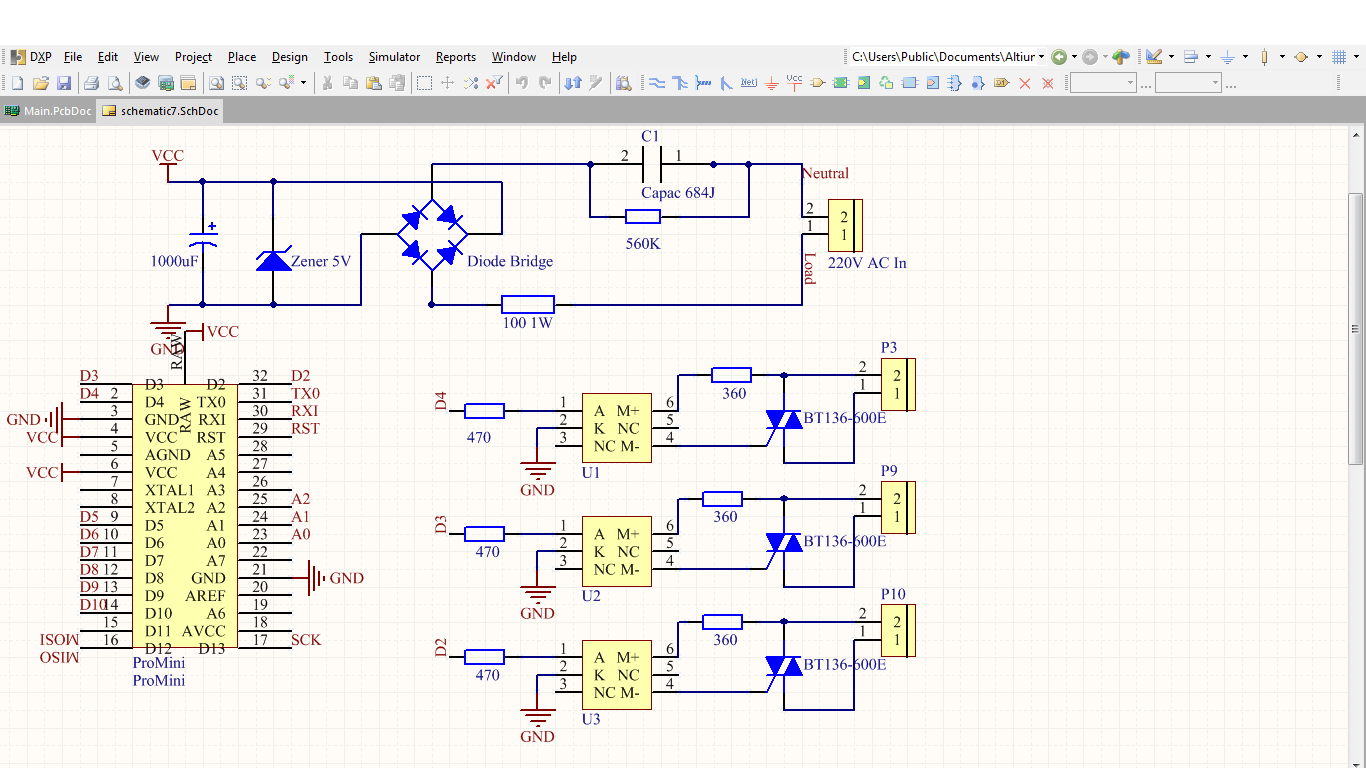 DXP File Edit View Project Place Design Tools Simulator Reports Window Help C:\Users\Public\Documents\Altiur
Net VCC ... ...
Main.PcbDoc schematic7.SchDoc
C1
VCC
2 1
Neutral
Capac 684J
2 2
1 1
560K
1000uF
Zener 5V
Diode Bridge
Load
220V AC In
100 1W
GND
RAW
VCC
D3 D3 D2 32 D2
D4 2 D4 TX0 31 TX0
GND 3 GND RXI 30 RXI
VCC 4 VCC RST 29 RST
5 AGND A5 28
VCC 6 VCC A4 27
7 XTAL1 A3 26
8 XTAL2 A2 25 A2
D5 9 D5 A1 24 A1
D6 10 D6 A0 23 A0
D7 11 D7 A7 22
D8 12 D8 GND 21 GND
D9 13 D9 AREF 20
D10 14 D10 A6 19
15 D11 AVCC 18
MOSI 16 D12 D13 17 SCK
MISO
RAW
ProMini
ProMini
P3
360
2 2
1 1
D4
470
1 A M+ 6
2 K NC 5
3 NC M- 4
BT136-600E
GND
U1
P9
360
2 2
1 1
D3
470
1 A M+ 6
2 K NC 5
3 NC M- 4
BT136-600E
GND
U2
P10
360
2 2
1 1
D2
470
1 A M+ 6
2 K NC 5
3 NC M- 4
BT136-600E
GND
U3